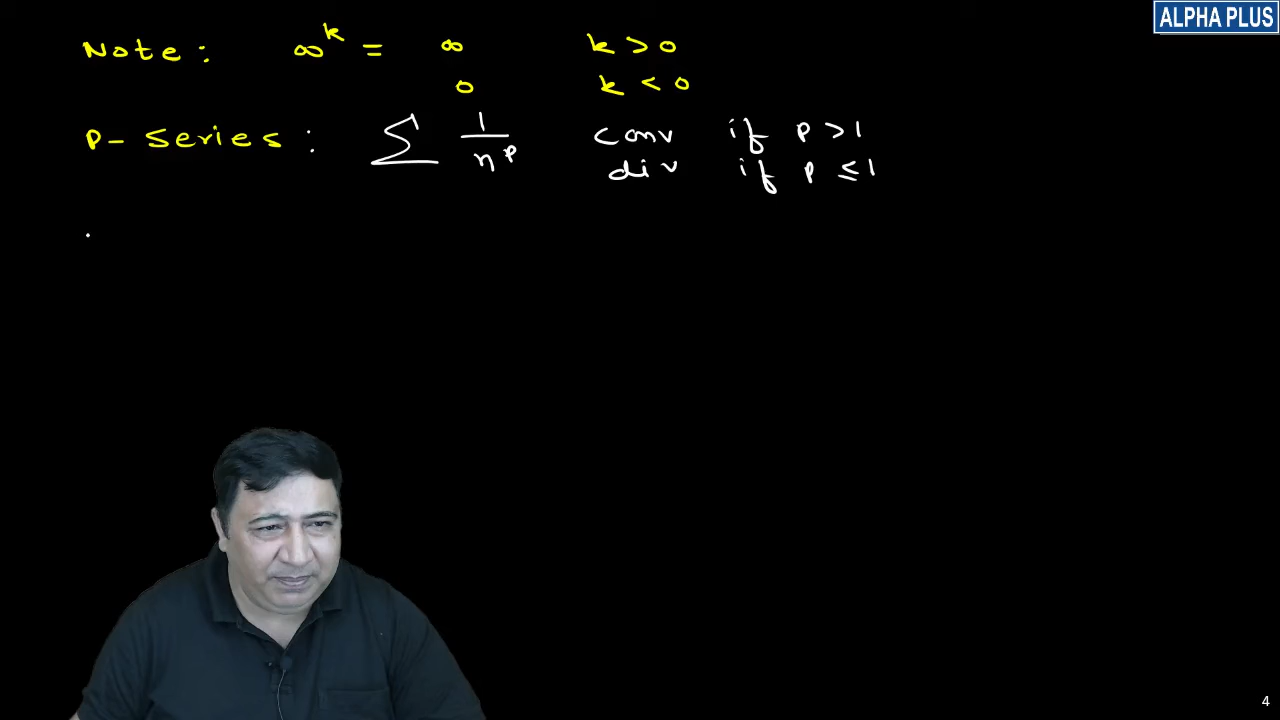 ALPHA PLUS
Note: ∞^k = ∞ k > 0
0 k < 0
P- Series: ∑ 1/n^p conv if p > 1
div if p ≤ 1
4